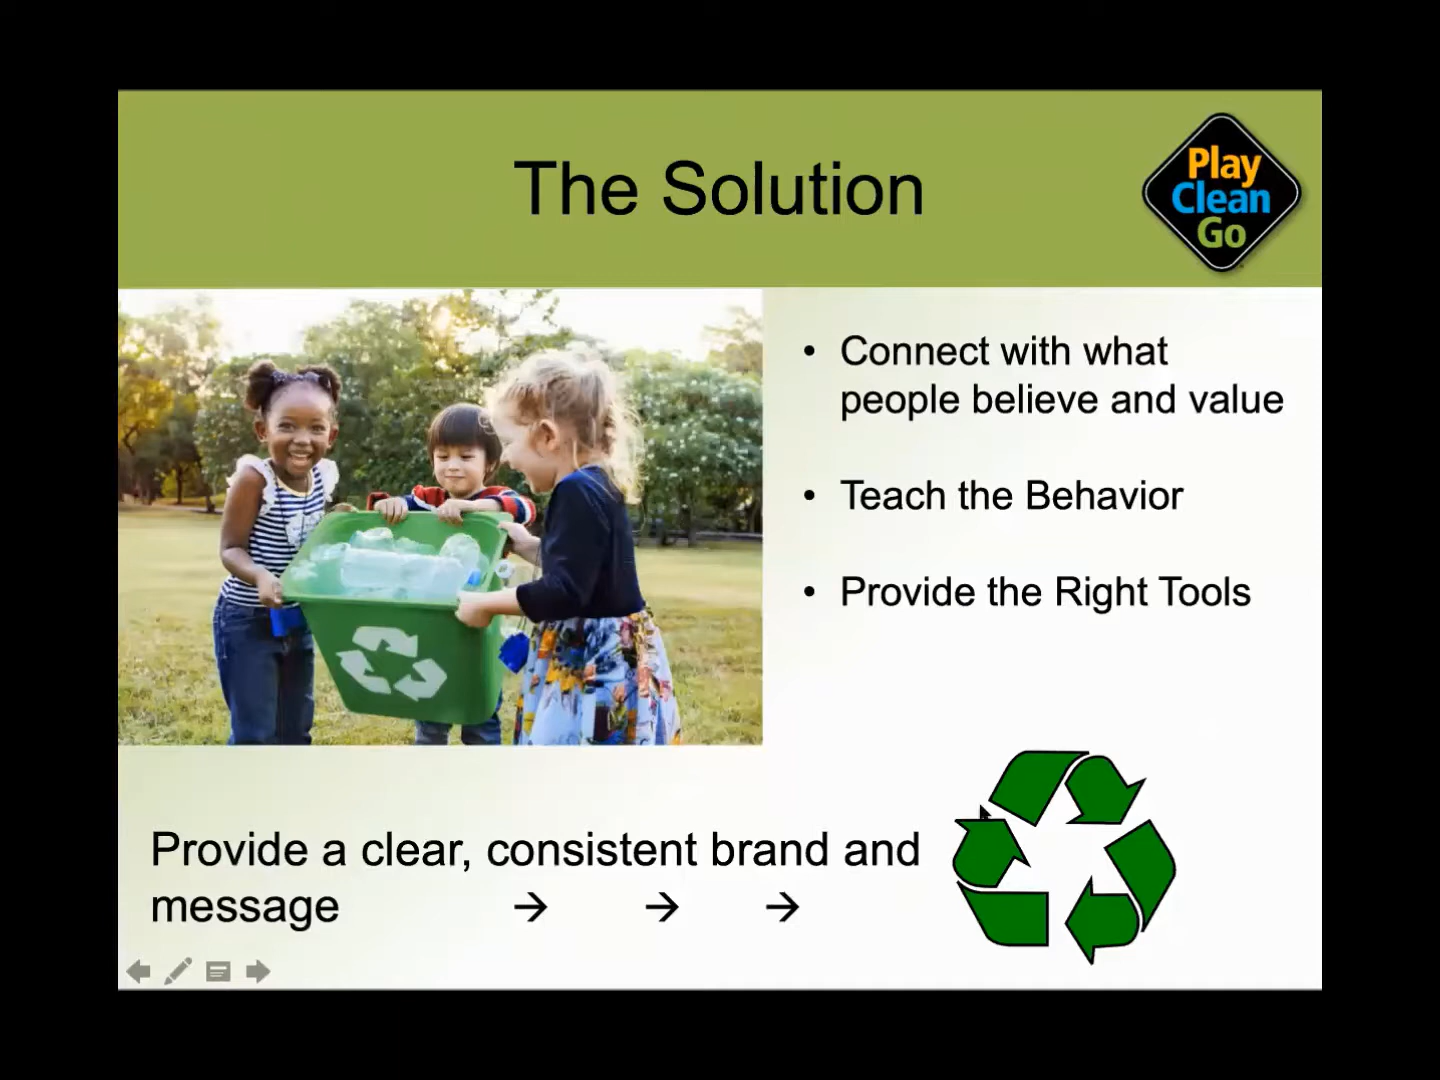 The Solution
Play
Clean
Go
• Connect with what
people believe and value
• Teach the Behavior
• Provide the Right Tools
Provide a clear, consistent brand and
message → → →